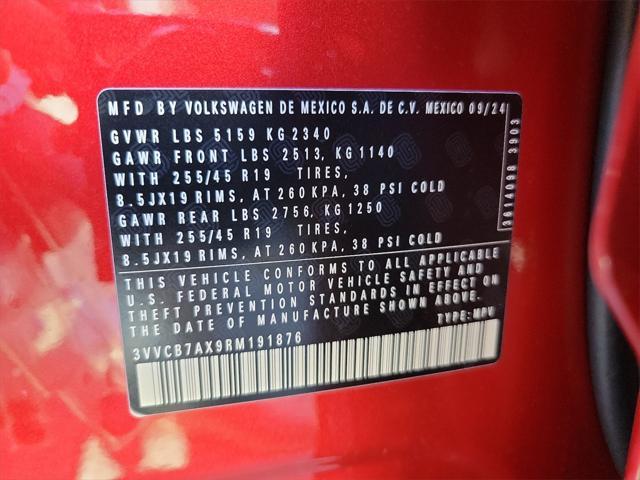 MFD BY VOLKSWAGEN DE MEXICO S.A. DE C.V. MEXICO 09/24
GVWR LBS 5159 KG 2340
GAWR FRONT LBS 2513, KG 1140
WITH 255/45 R19 TIRES,
8.5JX19 RIMS, AT 260 KPA, 38 PSI COLD
GAWR REAR LBS 2756, KG 1250
WITH 255/45 R19 TIRES,
8.5JX19 RIMS, AT 260 KPA, 38 PSI COLD
THIS VEHICLE CONFORMS TO ALL APPLICABLE
U.S. FEDERAL MOTOR VEHICLE SAFETY AND
THEFT PREVENTION STANDARDS IN EFFECT ON
THE DATE OF MANUFACTURE SHOWN ABOVE.
3VVCB7AX9RM191876 TYPE: MPV
3614098 3903